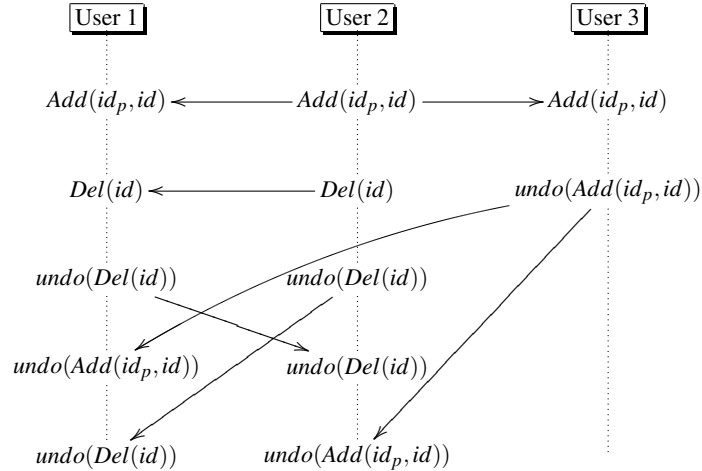 User 1 User 2 User 3
Add(id_p, id) Add(id_p, id) Add(id_p, id)
Del(id) Del(id) undo(Add(id_p, id))
undo(Del(id)) undo(Del(id))
undo(Add(id_p, id)) undo(Del(id))
undo(Del(id)) undo(Add(id_p, id))